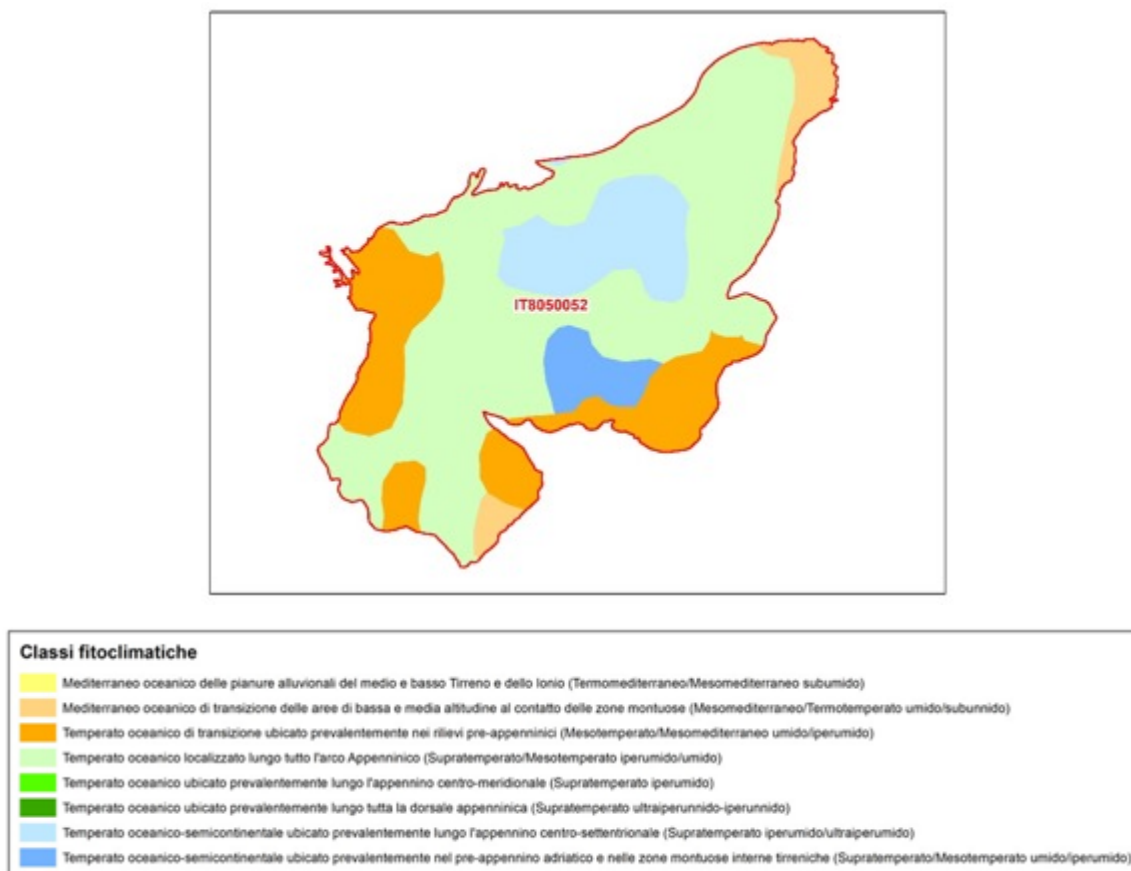 IT8050052
Classi fitoclimatiche
Mediterraneo oceanico delle pianure alluvionali del medio e basso Tirreno e dello Ionio (Termomediterraneo/Mesomediterraneo subumido)
Mediterraneo oceanico di transizione delle aree di bassa e media altitudine al contatto delle zone montuose (Mesomediterraneo/Termotemperato umido/subunnido)
Temperato oceanico di transizione ubicato prevalentemente nei rilievi pre-appenninici (Mesotemperato/Mesomediterraneo umido/iperumido)
Temperato oceanico localizzato lungo tutto l'arco Appenninico (Supratemperato/Mesotemperato iperumido/umido)
Temperato oceanico ubicato prevalentemente lungo l'appennino centro-meridionale (Supratemperato iperumido)
Temperato oceanico ubicato prevalentemente lungo tutta la dorsale appenninica (Supratemperato ultraiperunnido-iperunnido)
Temperato oceanico-semicontinentale ubicato prevalentemente lungo l'appennino centro-settentrionale (Supratemperato iperumido/ultraiperumido)
Temperato oceanico-semicontinentale ubicato prevalentemente nel pre-appennino adriatico e nelle zone montuose interne tirreniche (Supratemperato/Mesotemperato umido/iperumido)